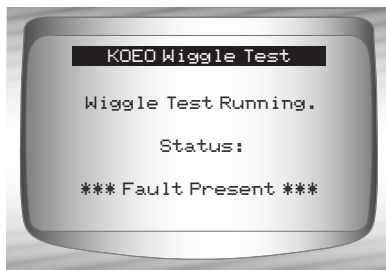 KOEO Wiggle Test
Wiggle Test Running.
Status:
*** Fault Present ***